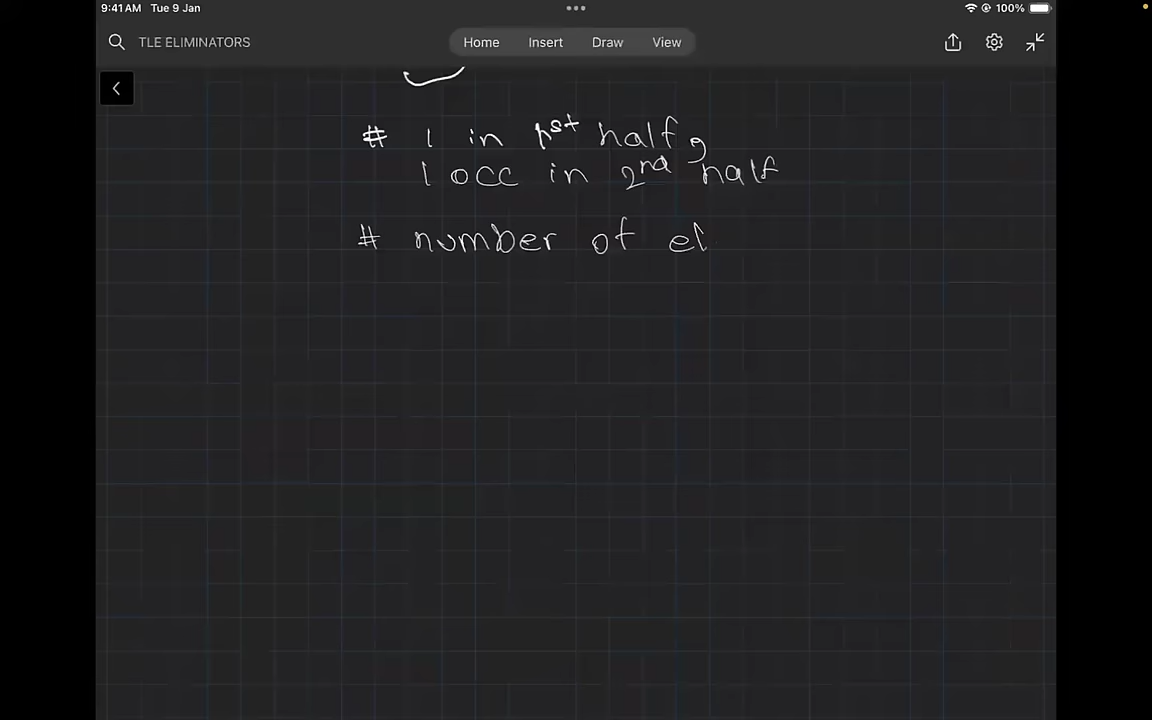 9:41 AM Tue 9 Jan
100%
TLE ELIMINATORS
Home Insert Draw View
# 1 in 1st half,
1 occ in 2nd half
# number of el